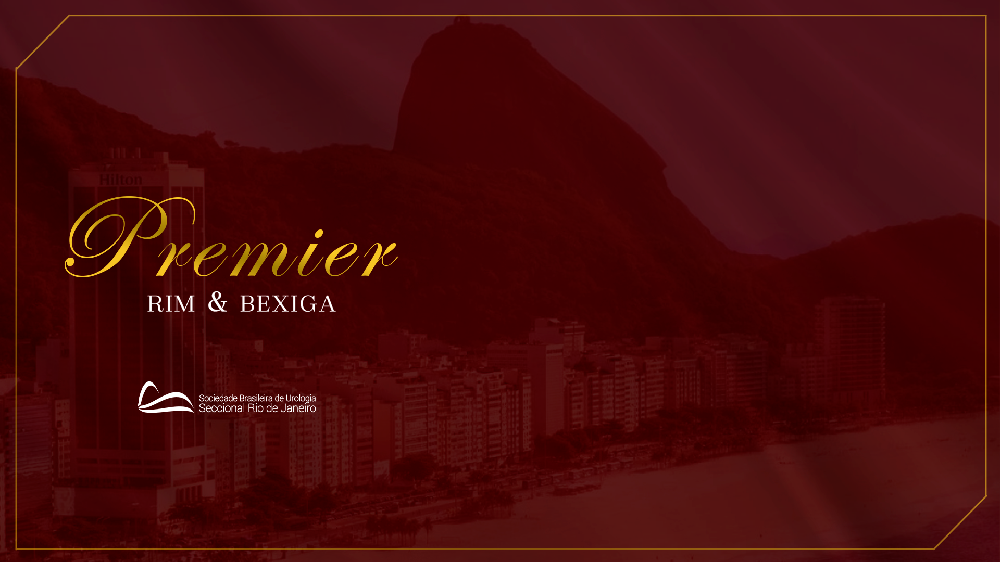 Hilton
Premier
RIM & BEXIGA
Sociedade Brasileira de Urologia
Seccional Rio de Janeiro